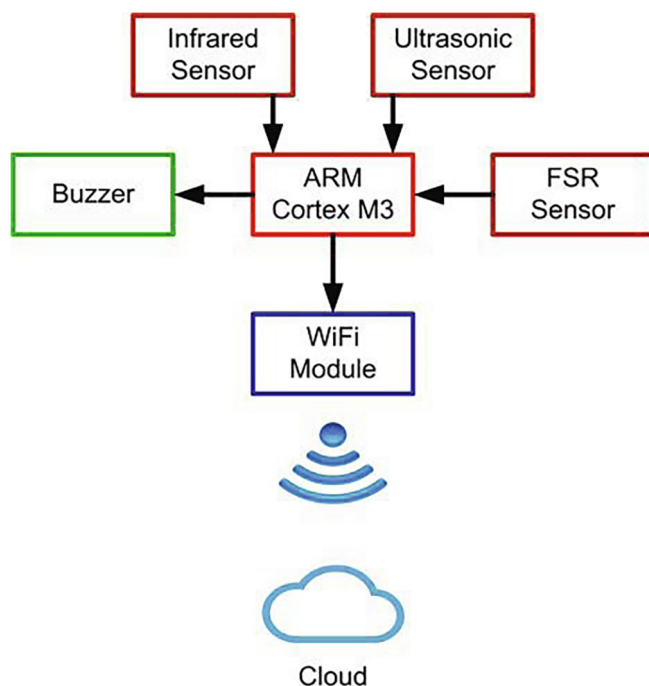 Infrared
Sensor
Ultrasonic
Sensor
Buzzer
ARM
Cortex M3
FSR
Sensor
WiFi
Module
Cloud